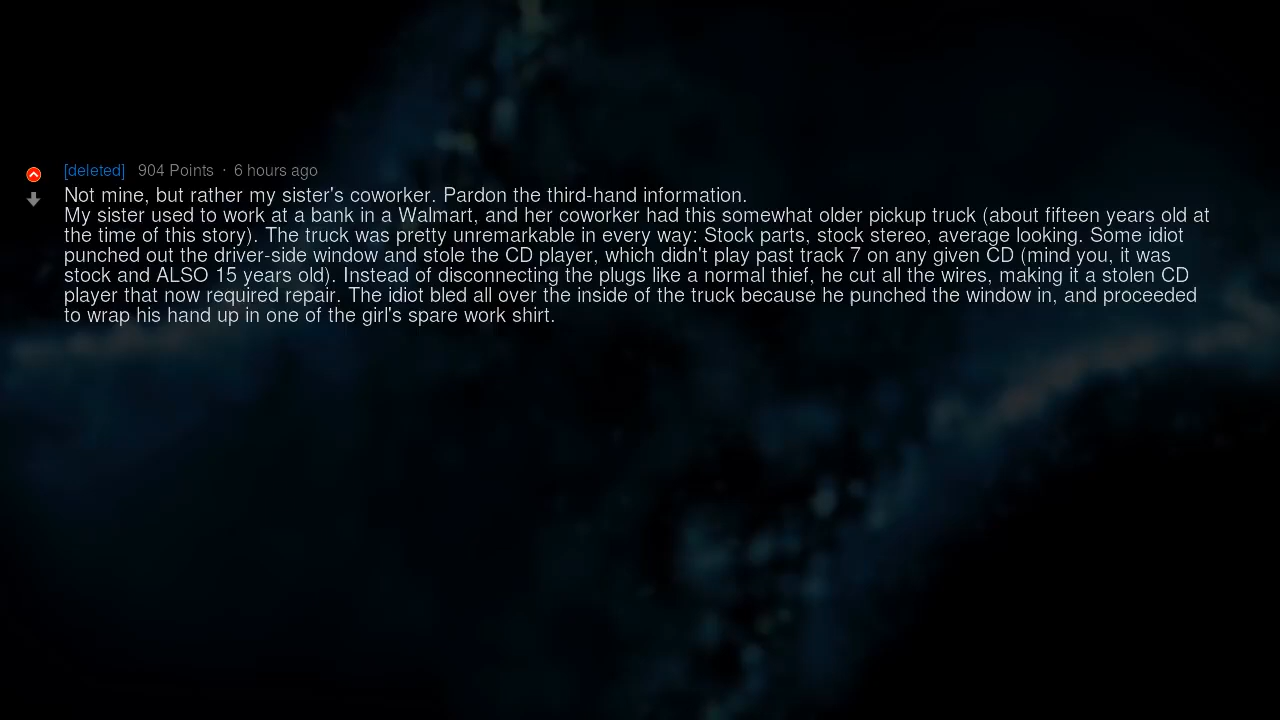 [deleted] 904 Points · 6 hours ago
Not mine, but rather my sister's coworker. Pardon the third-hand information.
My sister used to work at a bank in a Walmart, and her coworker had this somewhat older pickup truck (about fifteen years old at
the time of this story). The truck was pretty unremarkable in every way: Stock parts, stock stereo, average looking. Some idiot
punched out the driver-side window and stole the CD player, which didn't play past track 7 on any given CD (mind you, it was
stock and ALSO 15 years old). Instead of disconnecting the plugs like a normal thief, he cut all the wires, making it a stolen CD
player that now required repair. The idiot bled all over the inside of the truck because he punched the window in, and proceeded
to wrap his hand up in one of the girl's spare work shirt.